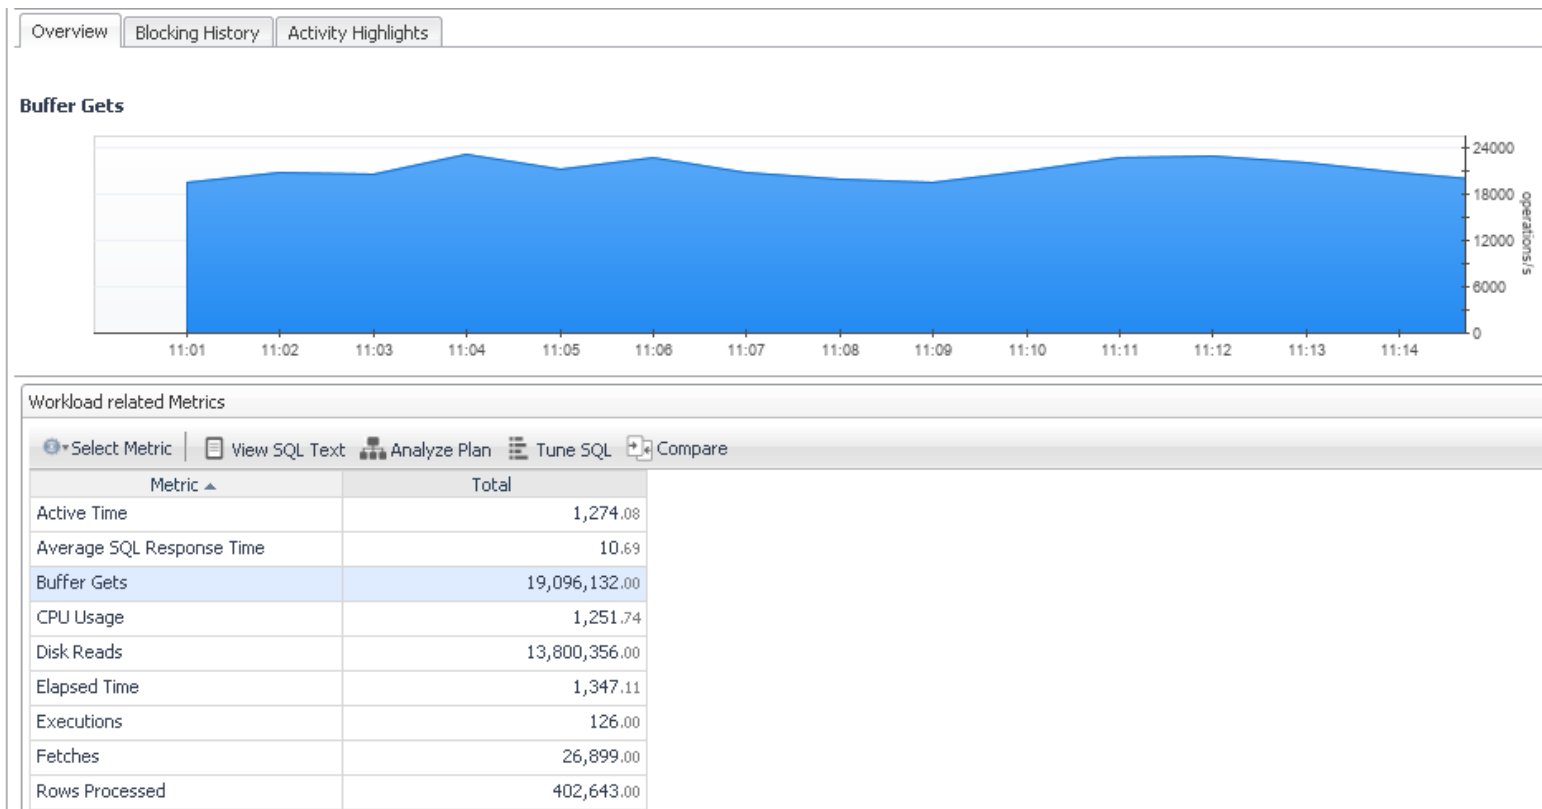 Overview Blocking History Activity Highlights
Buffer Gets
24000
18000
12000
6000
0
operations/s
11:01 11:02 11:03 11:04 11:05 11:06 11:07 11:08 11:09 11:10 11:11 11:12 11:13 11:14
Workload related Metrics
Select Metric View SQL Text Analyze Plan Tune SQL Compare
Metric Total
Active Time 1,274.08
Average SQL Response Time 10.69
Buffer Gets 19,096,132.00
CPU Usage 1,251.74
Disk Reads 13,800,356.00
Elapsed Time 1,347.11
Executions 126.00
Fetches 26,899.00
Rows Processed 402,643.00